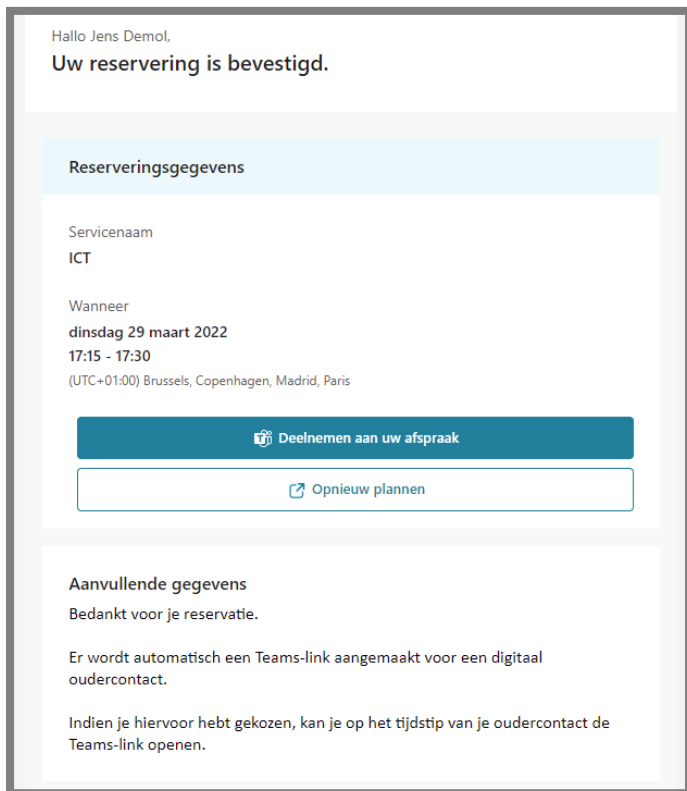 Hallo Jens Demol,
Uw reservering is bevestigd.
Reserveringsgegevens
Servicenaam
ICT
Wanneer
dinsdag 29 maart 2022
17:15 - 17:30
(UTC+01:00) Brussels, Copenhagen, Madrid, Paris
Deelnemen aan uw afspraak
Opnieuw plannen
Aanvullende gegevens
Bedankt voor je reservatie.
Er wordt automatisch een Teams-link aangemaakt voor een digitaal
oudercontact.
Indien je hiervoor hebt gekozen, kan je op het tijdstip van je oudercontact de
Teams-link openen.